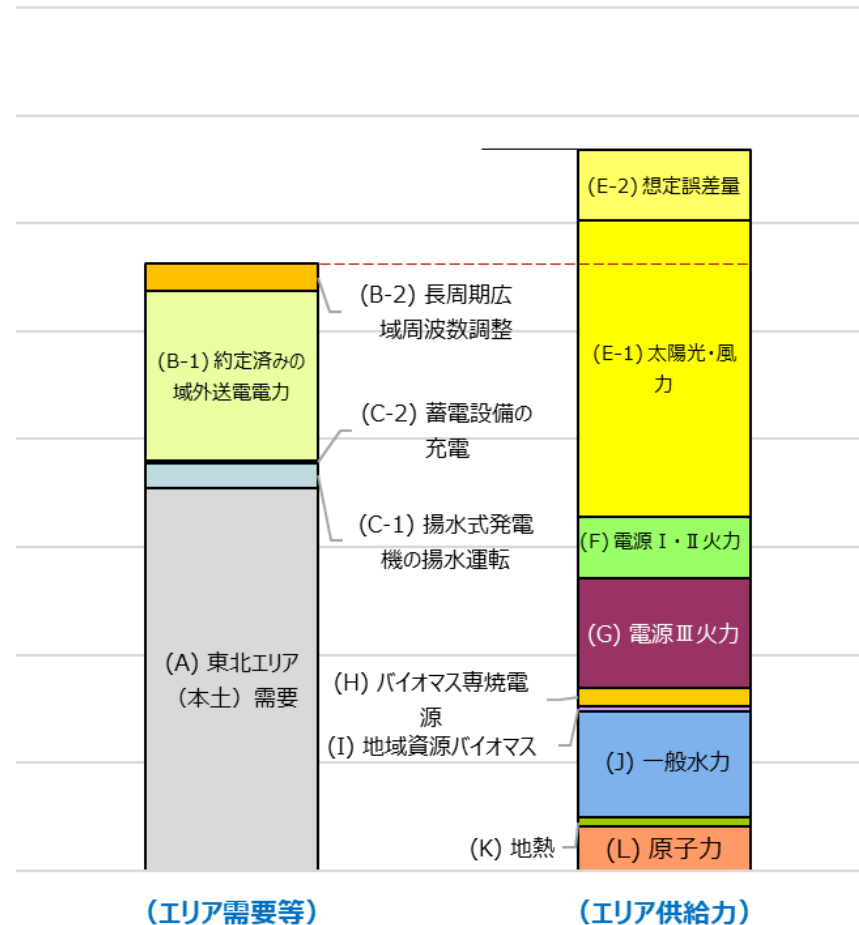 (E-2) 想定誤差量
(B-2) 長周期広
域周波数調整
(B-1) 約定済みの
域外送電電力
(E-1) 太陽光・風
力
(C-2) 蓄電設備の
充電
(C-1) 揚水式発電
機の揚水運転
(F) 電源Ⅰ・Ⅱ火力
(G) 電源Ⅲ火力
(A) 東北エリア
（本土）需要
(H) バイオマス専焼電
源
(I) 地域資源バイオマス
(J) 一般水力
(K) 地熱
(L) 原子力
（エリア需要等）
（エリア供給力）